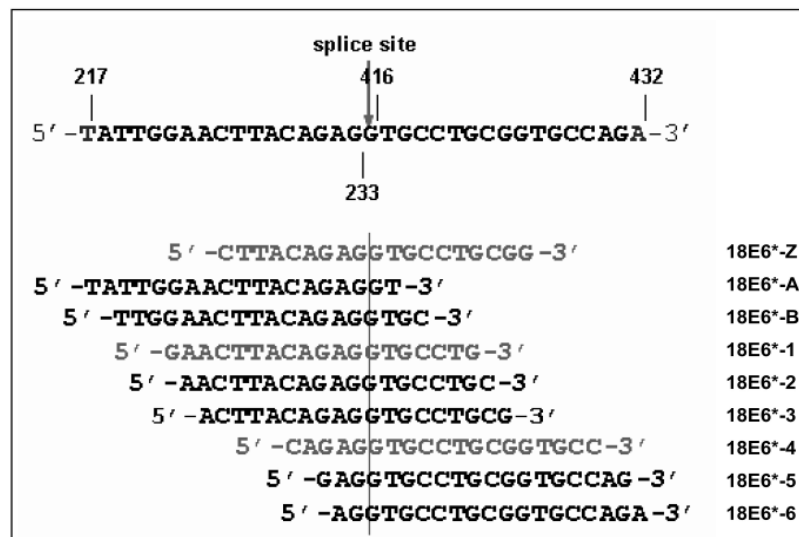 splice site
217 416 432
5′-TATTGGAACTTACAGAGGTGCCTGCGGTGCCAGA-3′
233
5′-CTTACAGAGGTGCCTGCGG-3′ 18E6*-Z
5′-TATTGGAACTTACAGAGGT-3′ 18E6*-A
5′-TTGGAACTTACAGAGGTGC-3′ 18E6*-B
5′-GAACTTACAGAGGTGCCTG-3′ 18E6*-1
5′-AACTTACAGAGGTGCCTGC-3′ 18E6*-2
5′-ACTTACAGAGGTGCCTGCG-3′ 18E6*-3
5′-CAGAGGTGCCTGCGGTGCC-3′ 18E6*-4
5′-GAGGTGCCTGCGGTGCCAG-3′ 18E6*-5
5′-AGGTGCCTGCGGTGCCAGA-3′ 18E6*-6